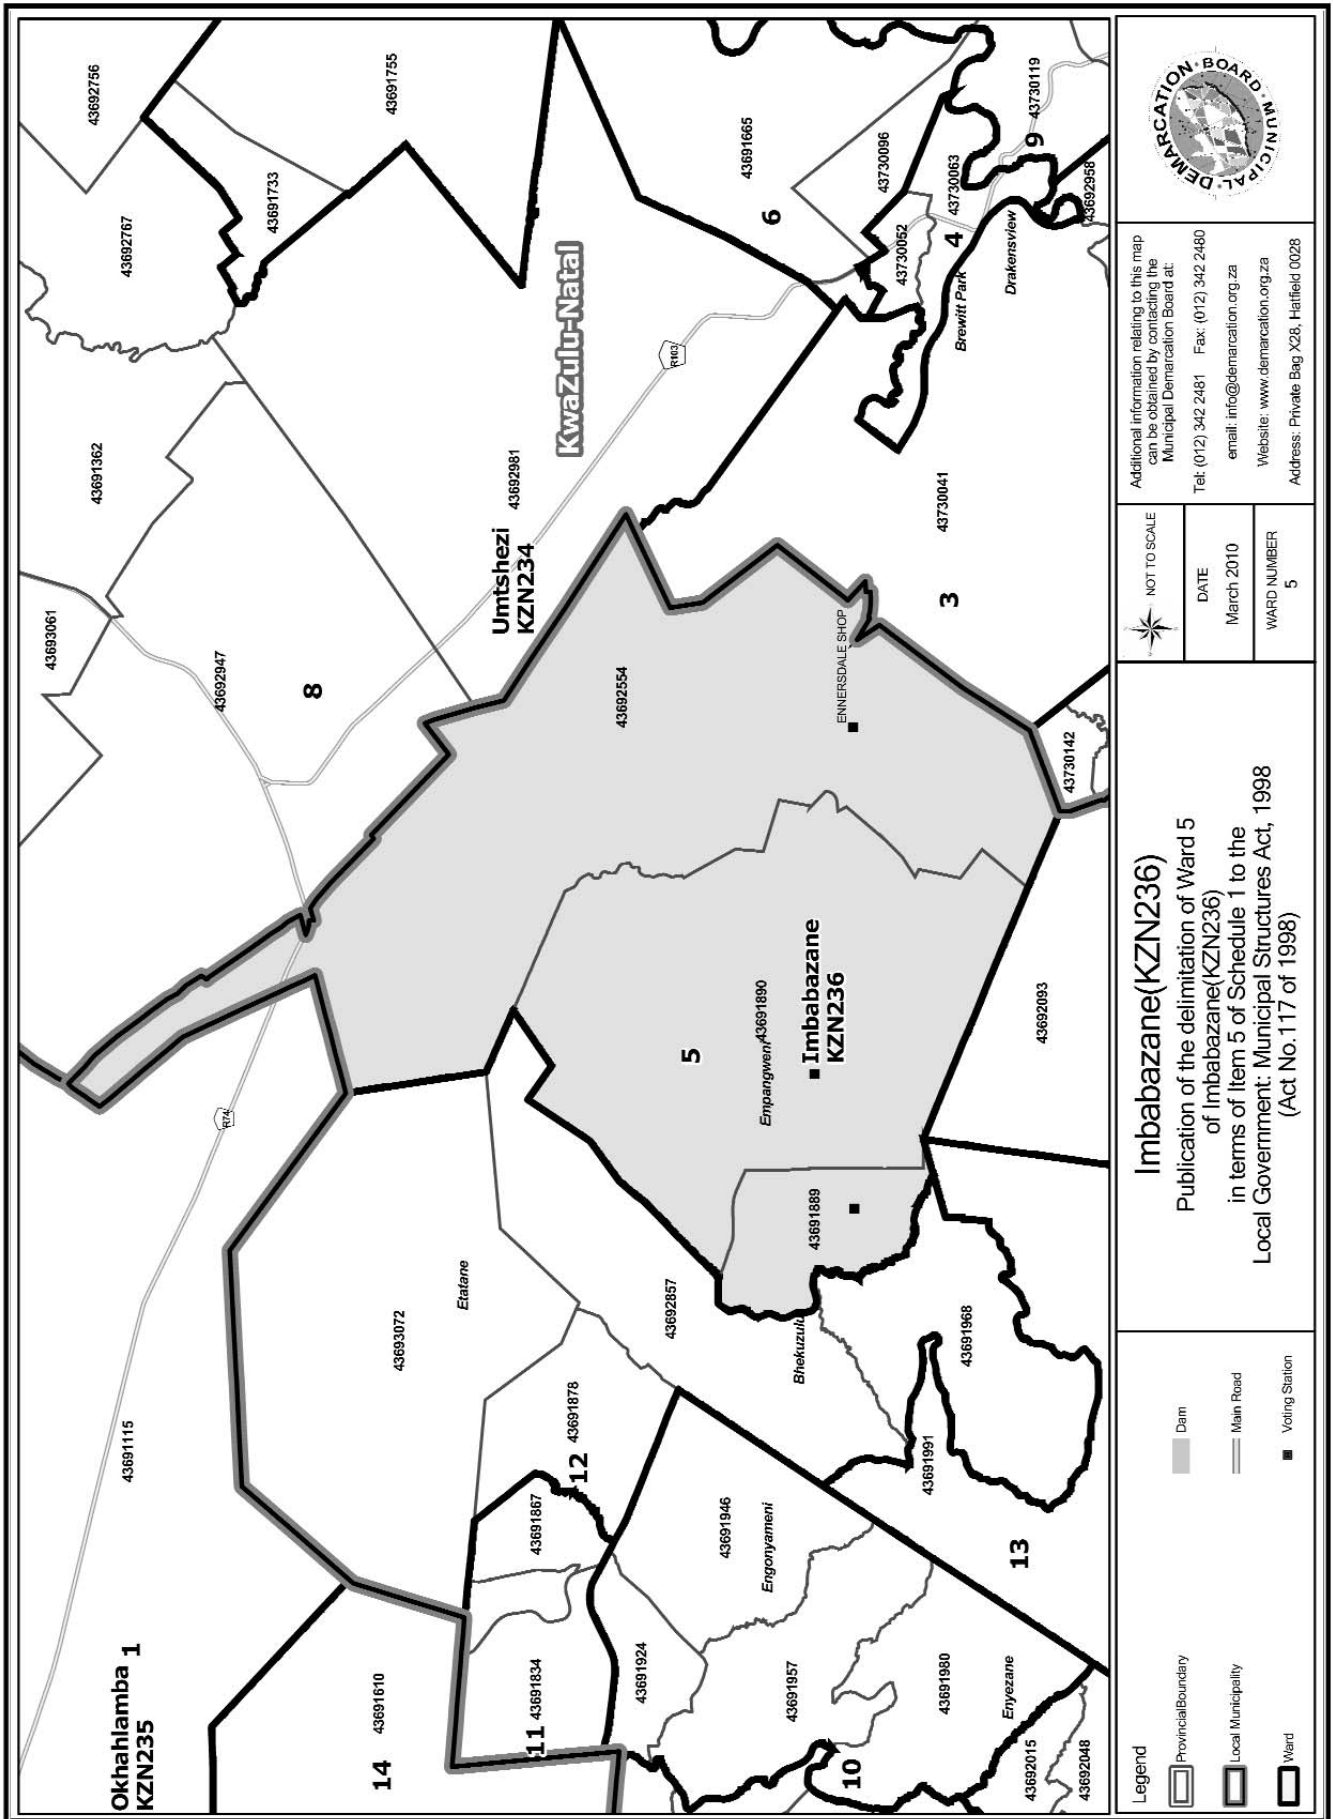 43692756
43691755
43692767
43691733
43691362
43691665
6
43730096
43730052
43730063
4
9
43730119
43692958
Brewitt Park
Drakensview
KwaZulu-Natal
R103
43692981
Umtshezi
KZN234
43730041
3
43693061
43692947
8
43692554
ENNERSDALE SHOP
43730142
R74
5
Empangweni
43691890
Imbabazane
KZN236
43692093
43691889
43691115
43693072
Etatane
43692857
Bhekuzulu
43691968
43691878
12
43691867
43691991
43691946
Engonyameni
13
Okhahlamba 1
KZN235
14
43691610
11
43691834
43691924
43691957
10
43691980
Enyezane
43692015
43692048
Legend
ProvincialBoundary
Local Municipality
Ward
Dam
Main Road
Voting Station
Imbabazane(KZN236)
Publication of the delimitation of Ward 5
of Imbabazane(KZN236)
in terms of Item 5 of Schedule 1 to the
Local Government: Municipal Structures Act, 1998
(Act No.117 of 1998)
NOT TO SCALE
DATE
March 2010
WARD NUMBER
5
Additional information relating to this map
can be obtained by contacting the
Municipal Demarcation Board at:
Tel: (012) 342 2481 Fax: (012) 342 2480
email: info@demarcation.org.za
Website: www.demarcation.org.za
Address: Private Bag X28, Hatfield 0028
MUNICIPAL DEMARCATION BOARD